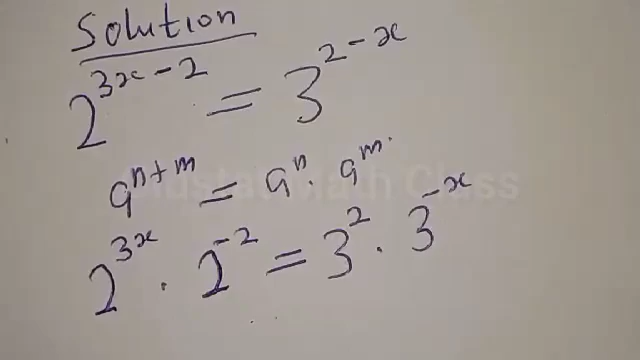 Solution
2^{3x-2} = 3^{2-x}
a^{n+m} = a^n . a^m.
2^{3x} . 2^{-2} = 3^2 . 3^{-x}